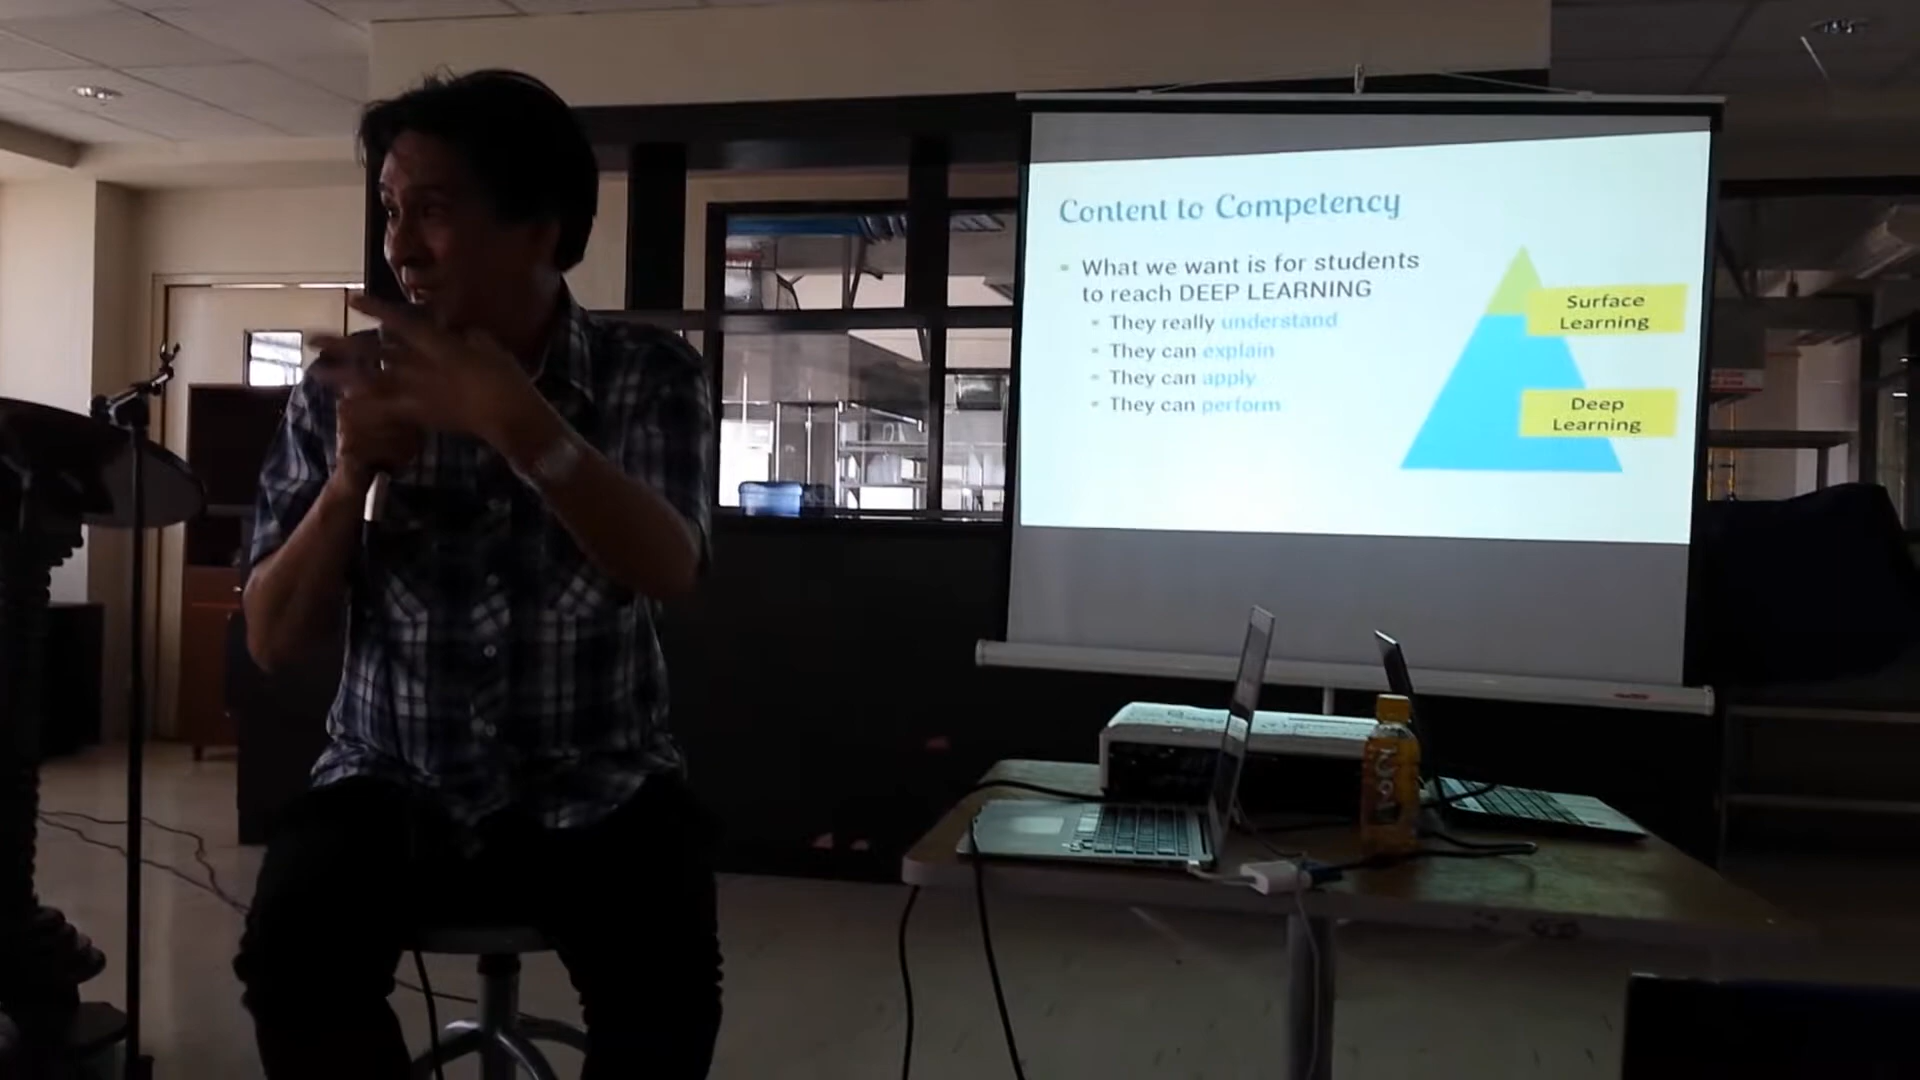 Content to Competency
What we want is for students
to reach DEEP LEARNING
They really understand
They can explain
They can apply
They can perform
Surface
Learning
Deep
Learning